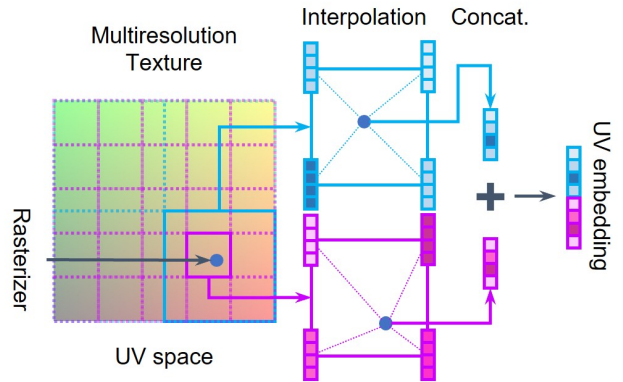 Interpolation
Concat.
Multiresolution
Texture
Rasterizer
UV embedding
UV space